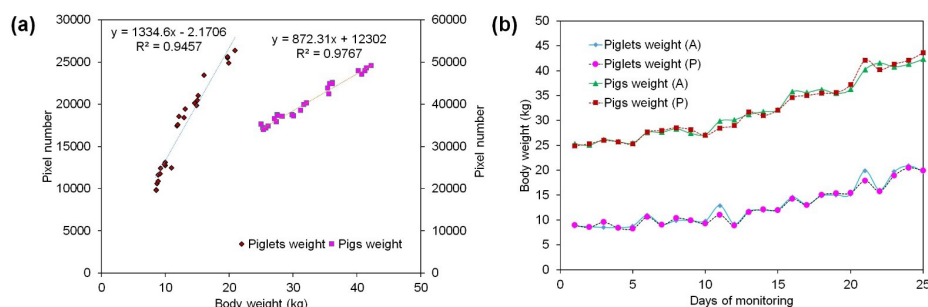 (a)
y = 1334.6x - 2.1706
R² = 0.9457
y = 872.31x + 12302
R² = 0.9767
30000
25000
20000
15000
10000
5000
0
Pixel number
60000
50000
40000
30000
20000
10000
0
Pixel number
Piglets weight
Pigs weight
0 10 20 30 40 50
Body weight (kg)
(b)
50
45
40
35
30
25
20
15
10
5
0
Body weight (kg)
Piglets weight (A)
Piglets weight (P)
Pigs weight (A)
Pigs weight (P)
0 5 10 15 20 25
Days of monitoring